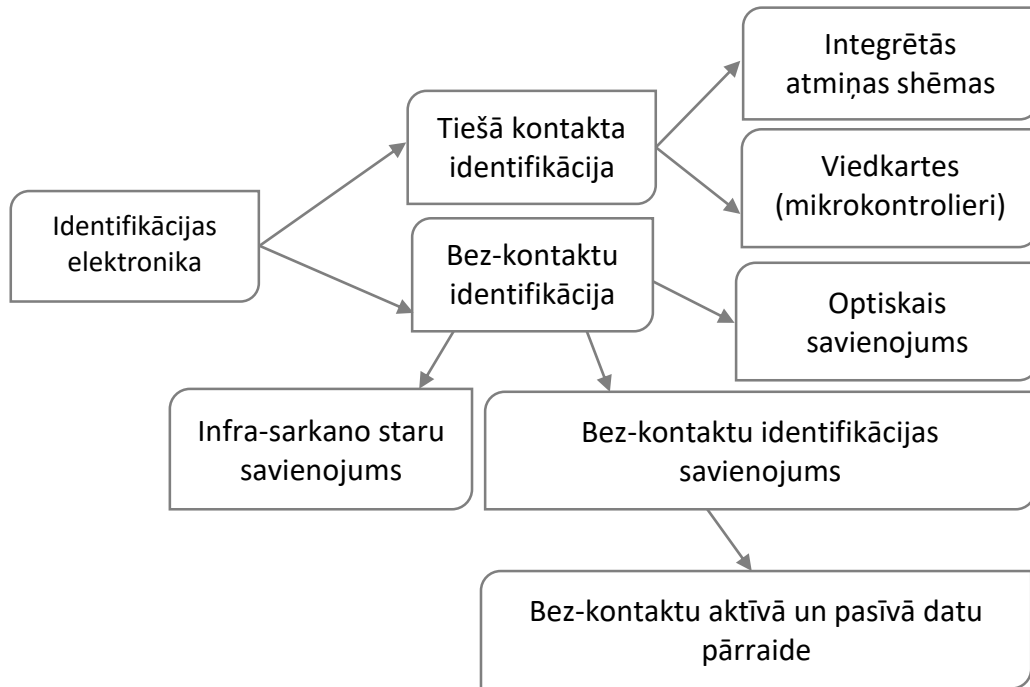 Integrētās
atmiņas shēmas
Tiešā kontakta
identifikācija
Viedkartes
(mikrokontrolieri)
Identifikācijas
elektronika
Bez-kontaktu
identifikācija
Optiskais
savienojums
Infra-sarkano staru
savienojums
Bez-kontaktu identifikācijas
savienojums
Bez-kontaktu aktīvā un pasīvā datu
pārraide